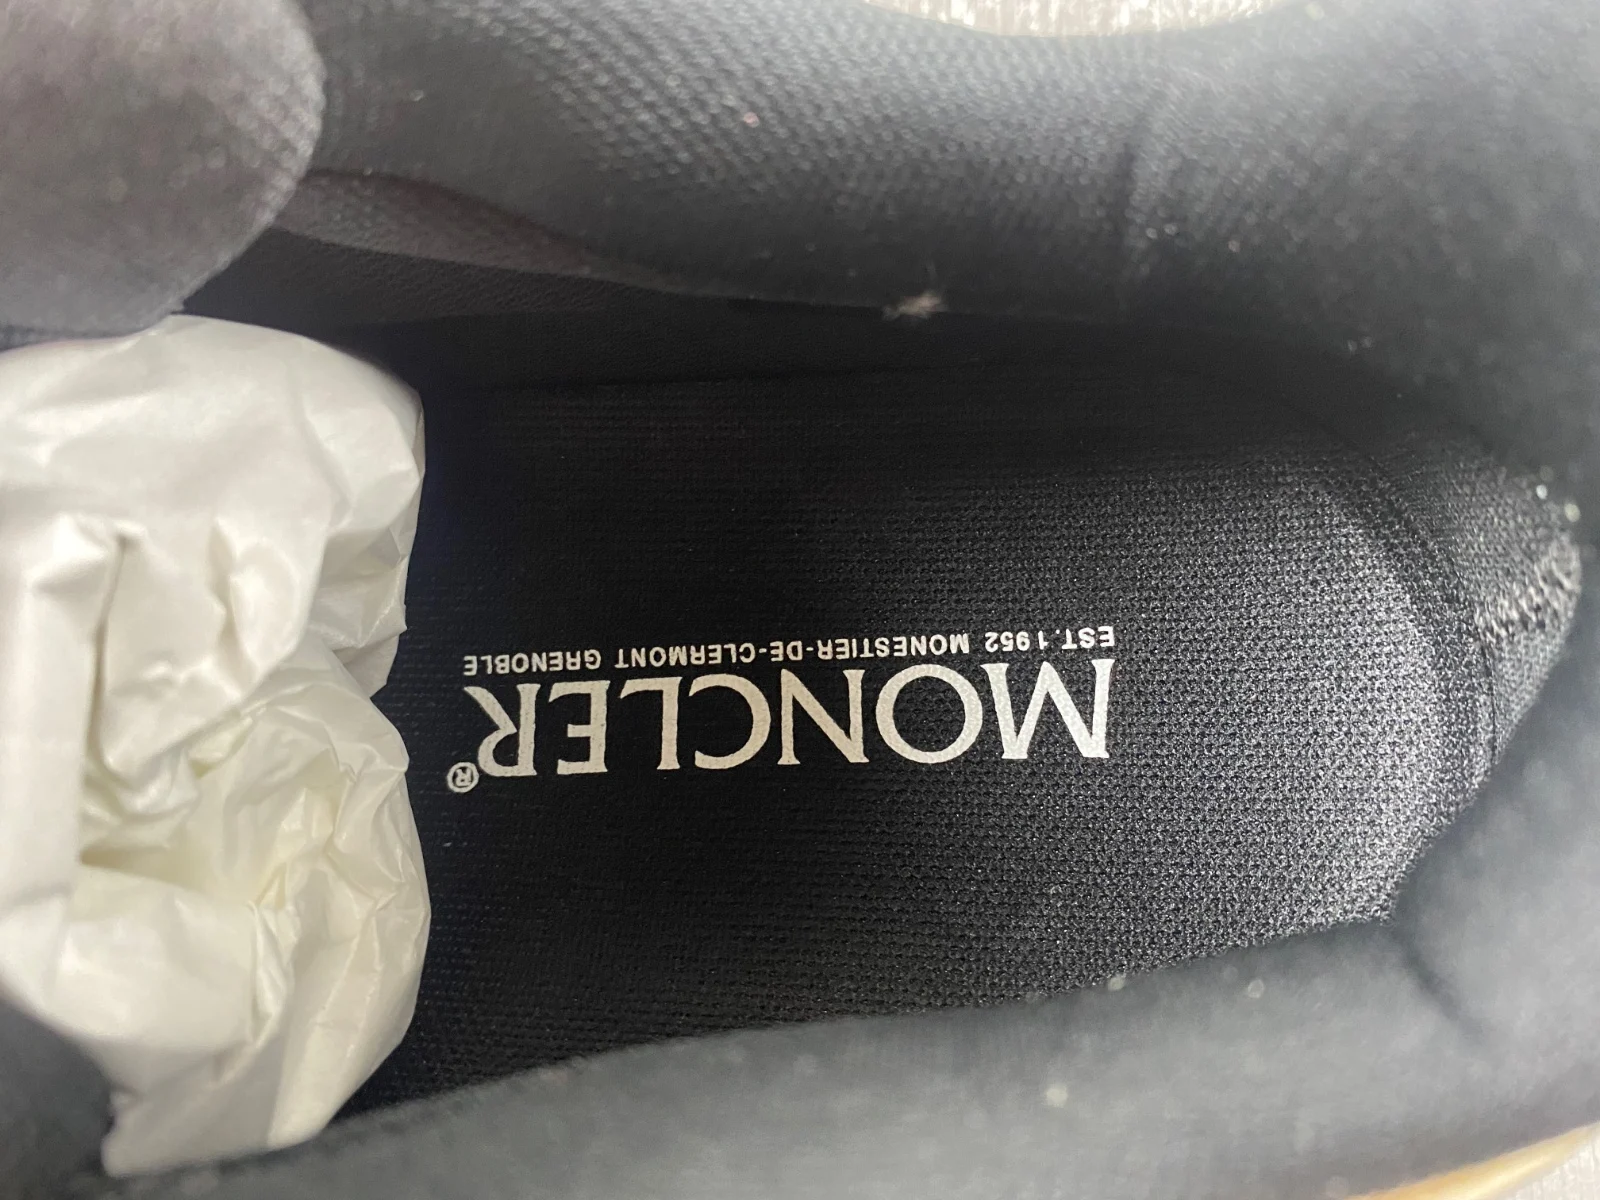 MONCLER®
EST. 1952 MONESTIER-DE-CLERMONT GRENOBLE